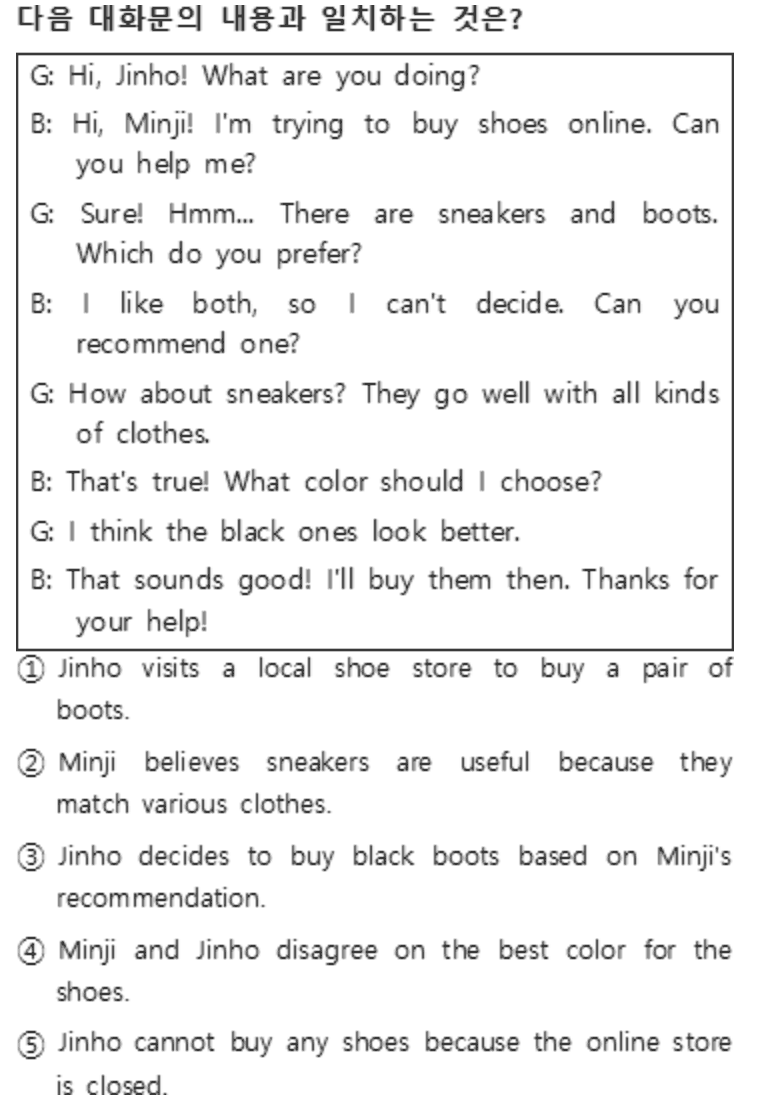 다음 대화문의 내용과 일치하는 것은?
G: Hi, Jinho! What are you doing?
B: Hi, Minji! I'm trying to buy shoes online. Can
you help me?
G: Sure! Hmm... There are sneakers and boots.
Which do you prefer?
B: I like both, so I can't decide. Can you
recommend one?
G: How about sneakers? They go well with all kinds
of clothes.
B: That's true! What color should I choose?
G: I think the black ones look better.
B: That sounds good! I'll buy them then. Thanks for
your help!
① Jinho visits a local shoe store to buy a pair of
boots.
② Minji believes sneakers are useful because they
match various clothes.
③ Jinho decides to buy black boots based on Minji's
recommendation.
④ Minji and Jinho disagree on the best color for the
shoes.
⑤ Jinho cannot buy any shoes because the online store
is closed.